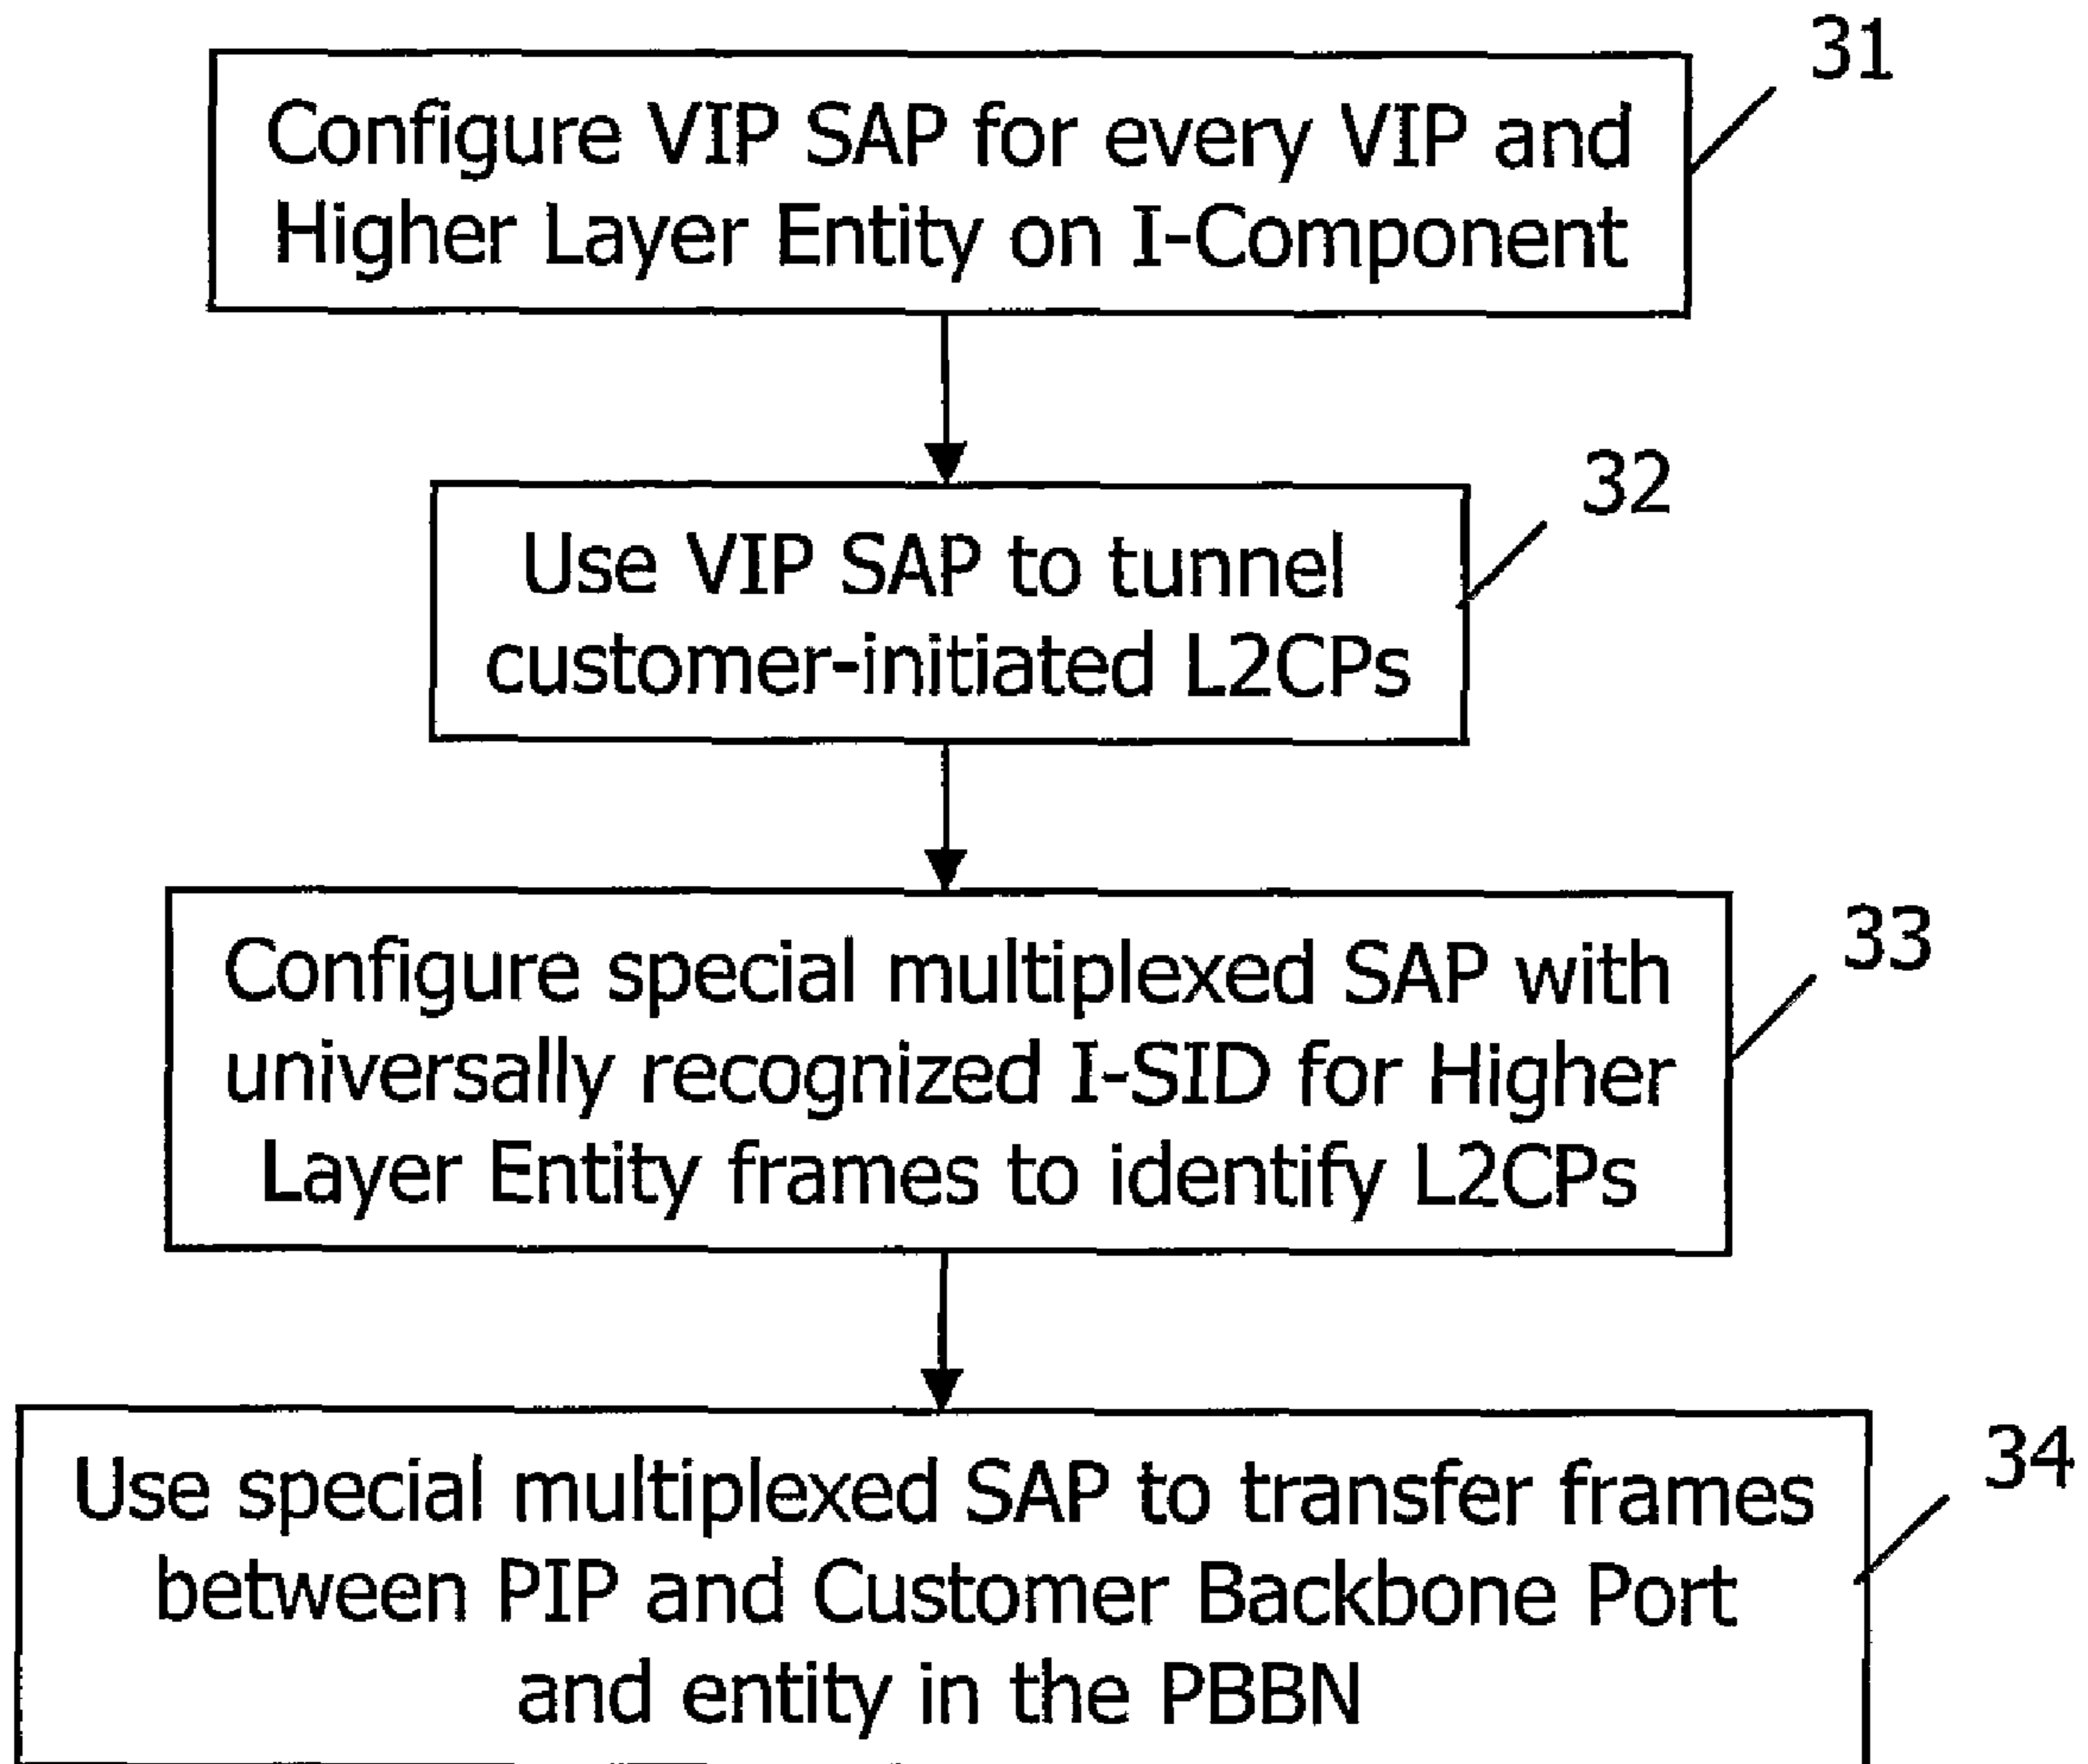 31
Configure VIP SAP for every VIP and
Higher Layer Entity on I-Component
32
Use VIP SAP to tunnel
customer-initiated L2CPs
33
Configure special multiplexed SAP with
universally recognized I-SID for Higher
Layer Entity frames to identify L2CPs
34
Use special multiplexed SAP to transfer frames
between PIP and Customer Backbone Port
and entity in the PBBN